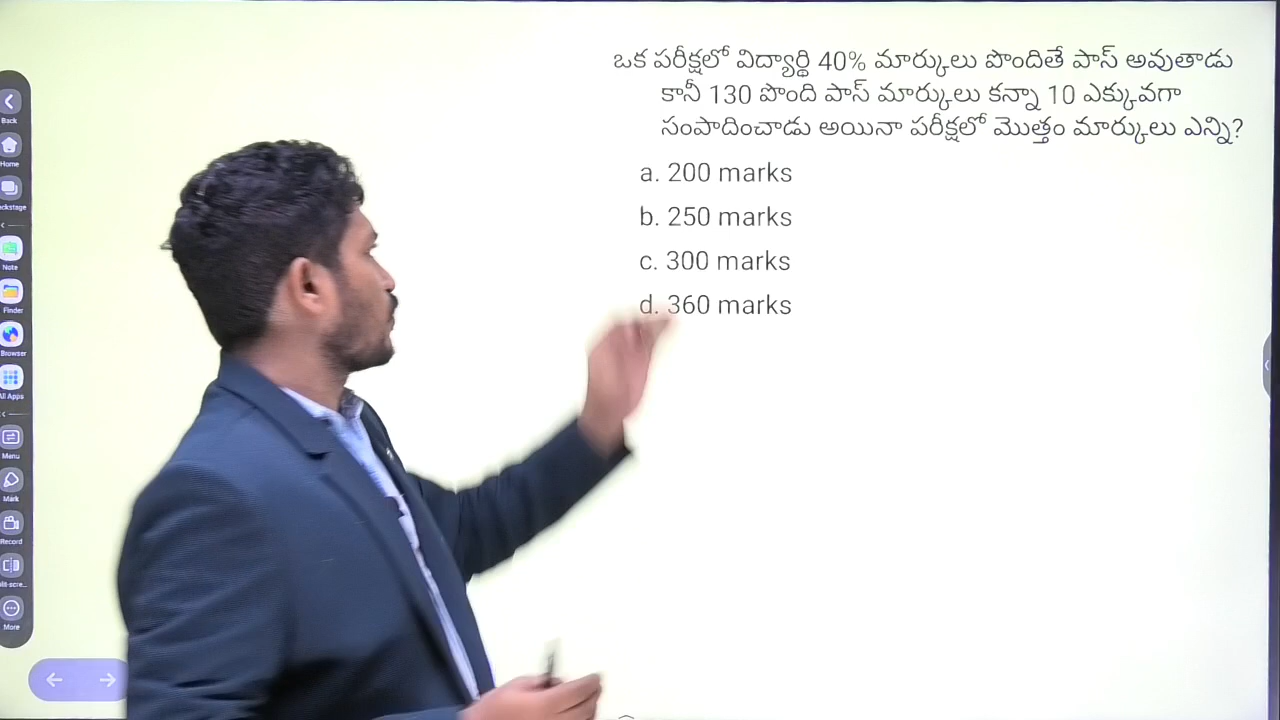 ఒక పరీక్షలో విద్యార్థి 40% మార్కులు పొందితే పాస్ అవుతాడు
కానీ 130 పొంది పాస్ మార్కులు కన్నా 10 ఎక్కువగా
సంపాదించాడు అయినా పరీక్షలో మొత్తం మార్కులు ఎన్ని?
a. 200 marks
b. 250 marks
c. 300 marks
d. 360 marks
Back
Home
ckstage
Note
Finder
Browser
All Apps
Menu
Mark
Record
More